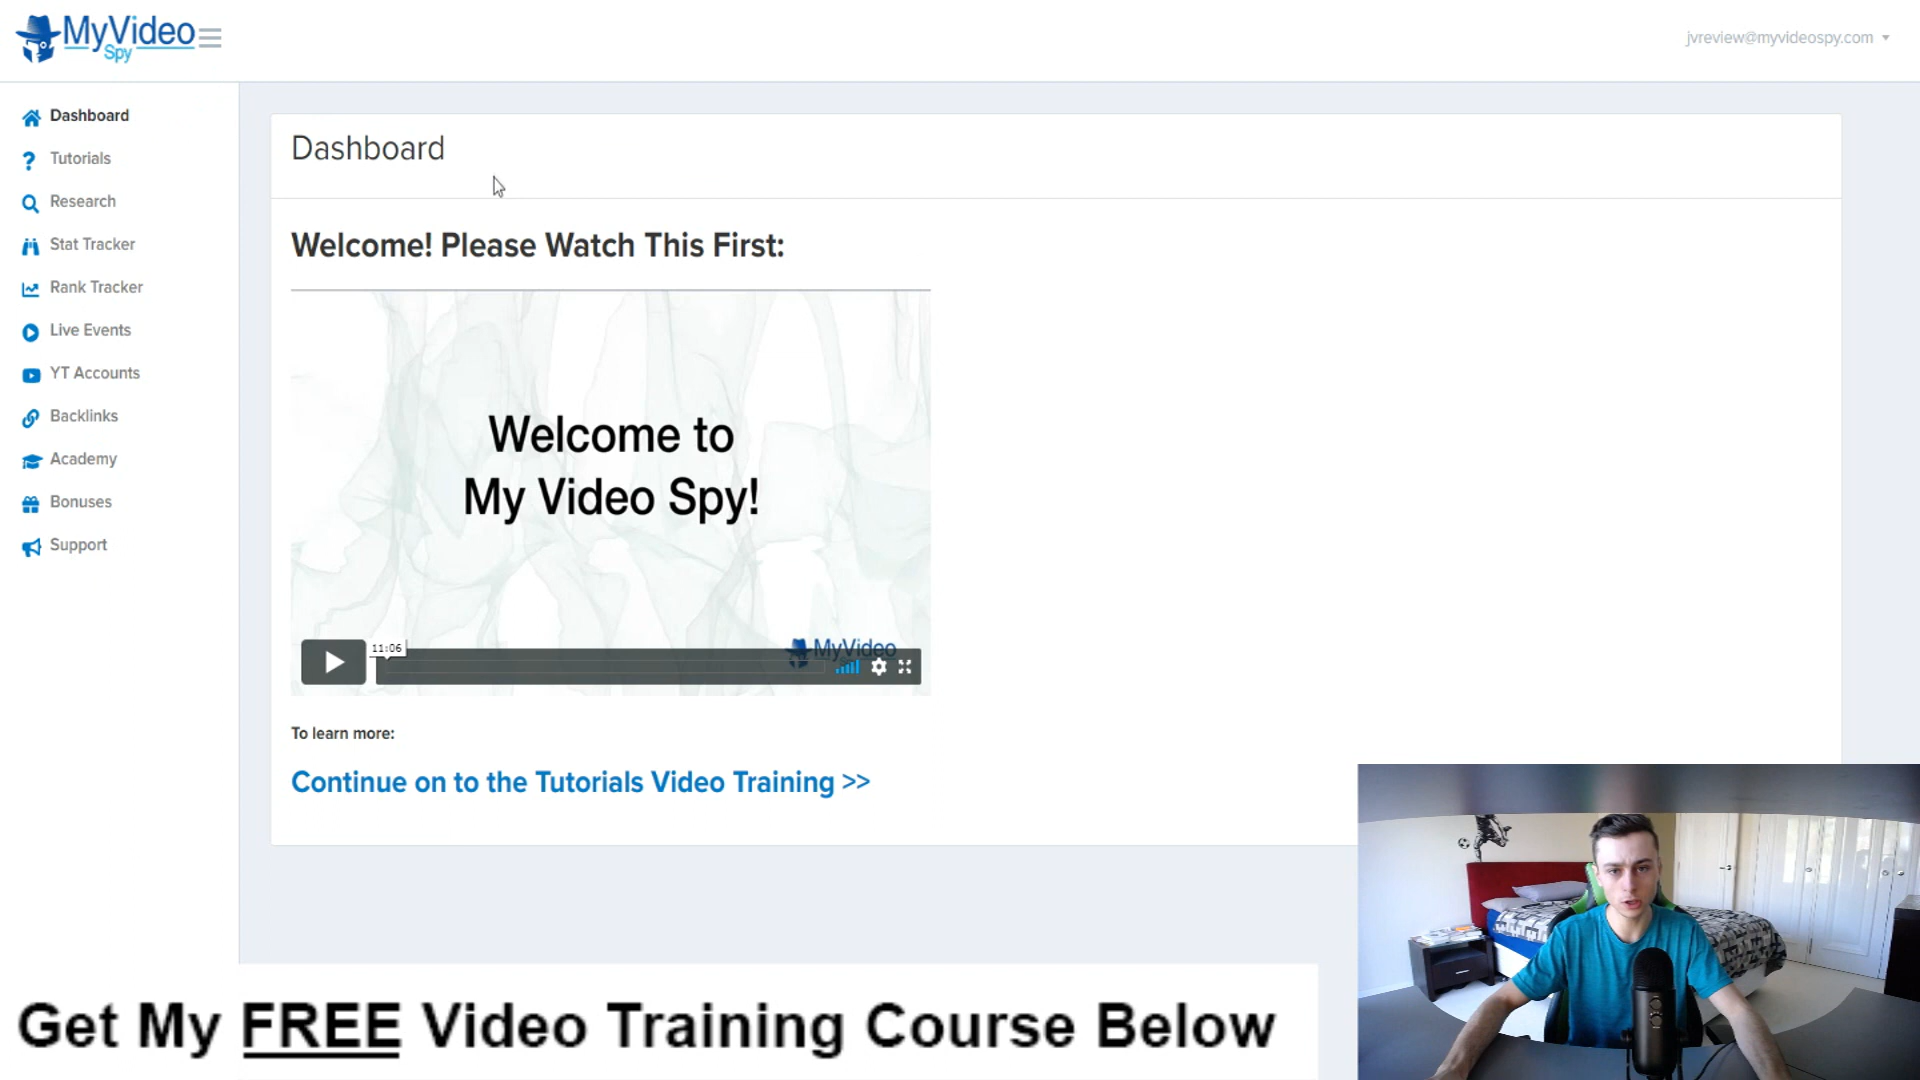 MyVideo
Spy
jvreview@myvideospy.com
Dashboard
Tutorials
Research
Stat Tracker
Rank Tracker
Live Events
YT Accounts
Backlinks
Academy
Bonuses
Support
Dashboard
Welcome! Please Watch This First:
Welcome to
My Video Spy!
11:06
MyVideo
To learn more:
Continue on to the Tutorials Video Training >>
Get My FREE Video Training Course Below